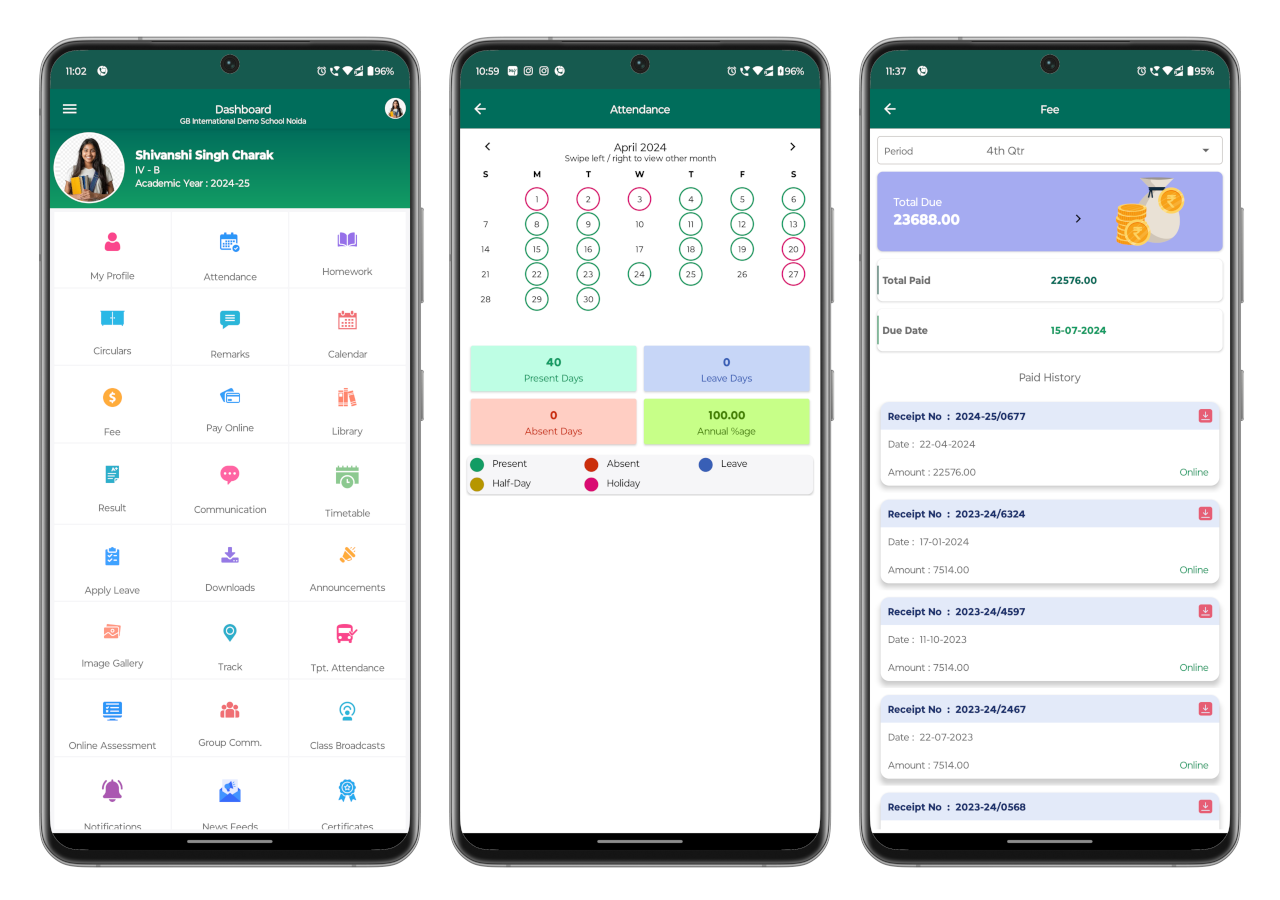 11:02
96%
Dashboard
GB International Demo School Noida
Shivanshi Singh Charak
IV - B
Academic Year : 2024-25
My Profile
Attendance
Homework
Circulars
Remarks
Calendar
Fee
Pay Online
Library
Result
Communication
Timetable
Apply Leave
Downloads
Announcements
Image Gallery
Track
Tpt. Attendance
Online Assessment
Group Comm.
Class Broadcasts
Notifications
News Feeds
Certificates
10:59
96%
Attendance
April 2024
Swipe left / right to view other month
S M T W T F S
1 2 3 4 5 6
7 8 9 10 11 12 13
14 15 16 17 18 19 20
21 22 23 24 25 26 27
28 29 30
40
Present Days
0
Leave Days
0
Absent Days
100.00
Annual %age
Present Absent Leave
Half-Day Holiday
11:37
95%
Fee
Period 4th Qtr
Total Due
23688.00
Total Paid 22576.00
Due Date 15-07-2024
Paid History
Receipt No : 2024-25/0677
Date : 22-04-2024
Amount : 22576.00 Online
Receipt No : 2023-24/6324
Date : 17-01-2024
Amount : 7514.00 Online
Receipt No : 2023-24/4597
Date : 11-10-2023
Amount : 7514.00 Online
Receipt No : 2023-24/2467
Date : 22-07-2023
Amount : 7514.00 Online
Receipt No : 2023-24/0568